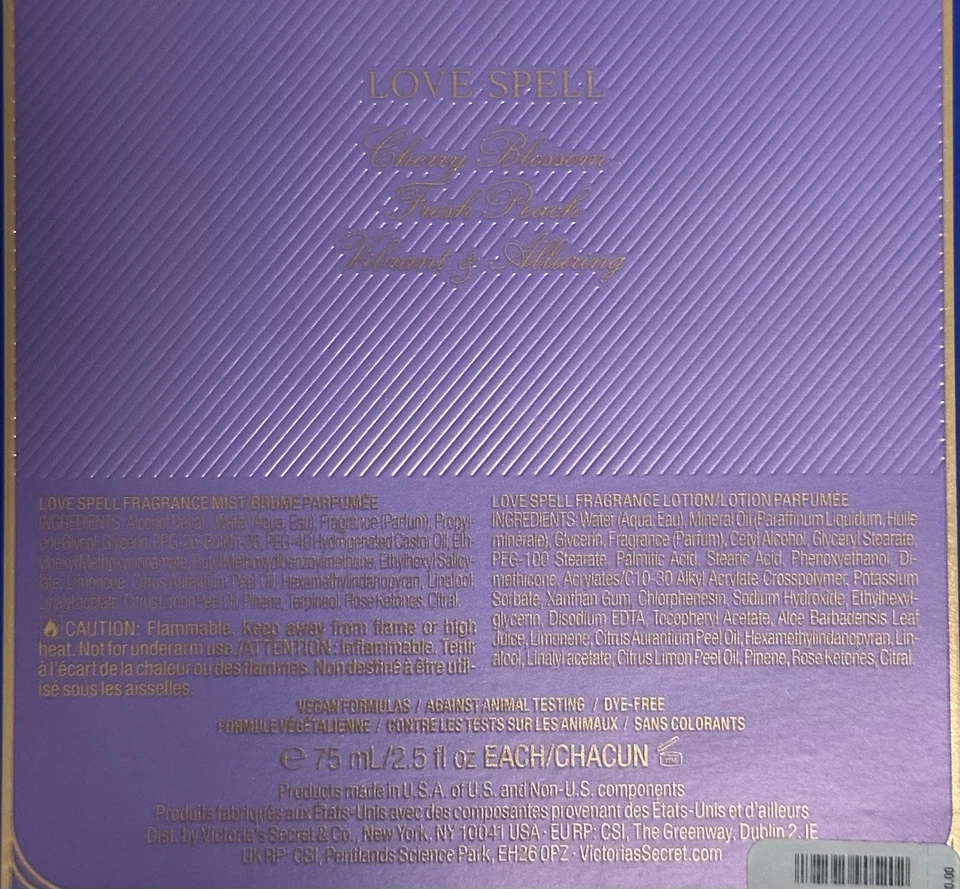 LOVE SPELL
Cherry Blossom
Fresh Peach
Vibrant & Alluring
LOVE SPELL FRAGRANCE MIST/BRUME PARFUMÉE
INGREDIENTS: Alcohol Denat., Water (Aqua, Eau), Fragrance (Parfum), Propyl-
ene Glycol, Glycerin, PPG-26-Buteth-26, PEG-40 Hydrogenated Castor Oil, Eth-
ylhexyl Methoxycinnamate, Butyl Methoxydibenzoylmethane, Ethylhexyl Salicy-
late, Limonene, Citrus Aurantium Peel Oil, Hexamethylindanopyran, Linalool,
Linalyl acetate, Citrus Limon Peel Oil, Pinene, Terpineol, Rose Ketones, Citral.
CAUTION: Flammable. Keep away from flame or high
heat. Not for underarm use./ATTENTION: Inflammable. Tenir
à l'écart de la chaleur ou des flammes. Non destiné à être util-
isé sous les aisselles.
LOVE SPELL FRAGRANCE LOTION/LOTION PARFUMÉE
INGREDIENTS: Water (Aqua, Eau), Mineral Oil (Paraffinum Liquidum, Huile
minérale), Glycerin, Fragrance (Parfum), Cetyl Alcohol, Glyceryl Stearate,
PEG-100 Stearate, Palmitic Acid, Stearic Acid, Phenoxyethanol, Di-
methicone, Acrylates/C10-30 Alkyl Acrylate Crosspolymer, Potassium
Sorbate, Xanthan Gum, Chlorphenesin, Sodium Hydroxide, Ethylhexyl-
glycerin, Disodium EDTA, Tocopheryl Acetate, Aloe Barbadensis Leaf
Juice, Limonene, Citrus Aurantium Peel Oil, Hexamethylindanopyran, Lin-
alool, Linalyl acetate, Citrus Limon Peel Oil, Pinene, Rose Ketones, Citral.
VEGAN FORMULAS / AGAINST ANIMAL TESTING / DYE-FREE
FORMULE VÉGÉTALIENNE / CONTRE LES TESTS SUR LES ANIMAUX / SANS COLORANTS
℮ 75 mL/2.5 fl oz EACH/CHACUN
Products made in U.S.A. of U.S. and Non-U.S. components
Produits fabriqués aux États-Unis avec des composantes provenant des États-Unis et d'ailleurs
Dist. by Victoria's Secret & Co., New York, NY 10041 USA · EU RP: CSI, The Greenway, Dublin 2, IE
UK RP: CSI, Pentlands Science Park, EH26 0PZ · VictoriasSecret.com